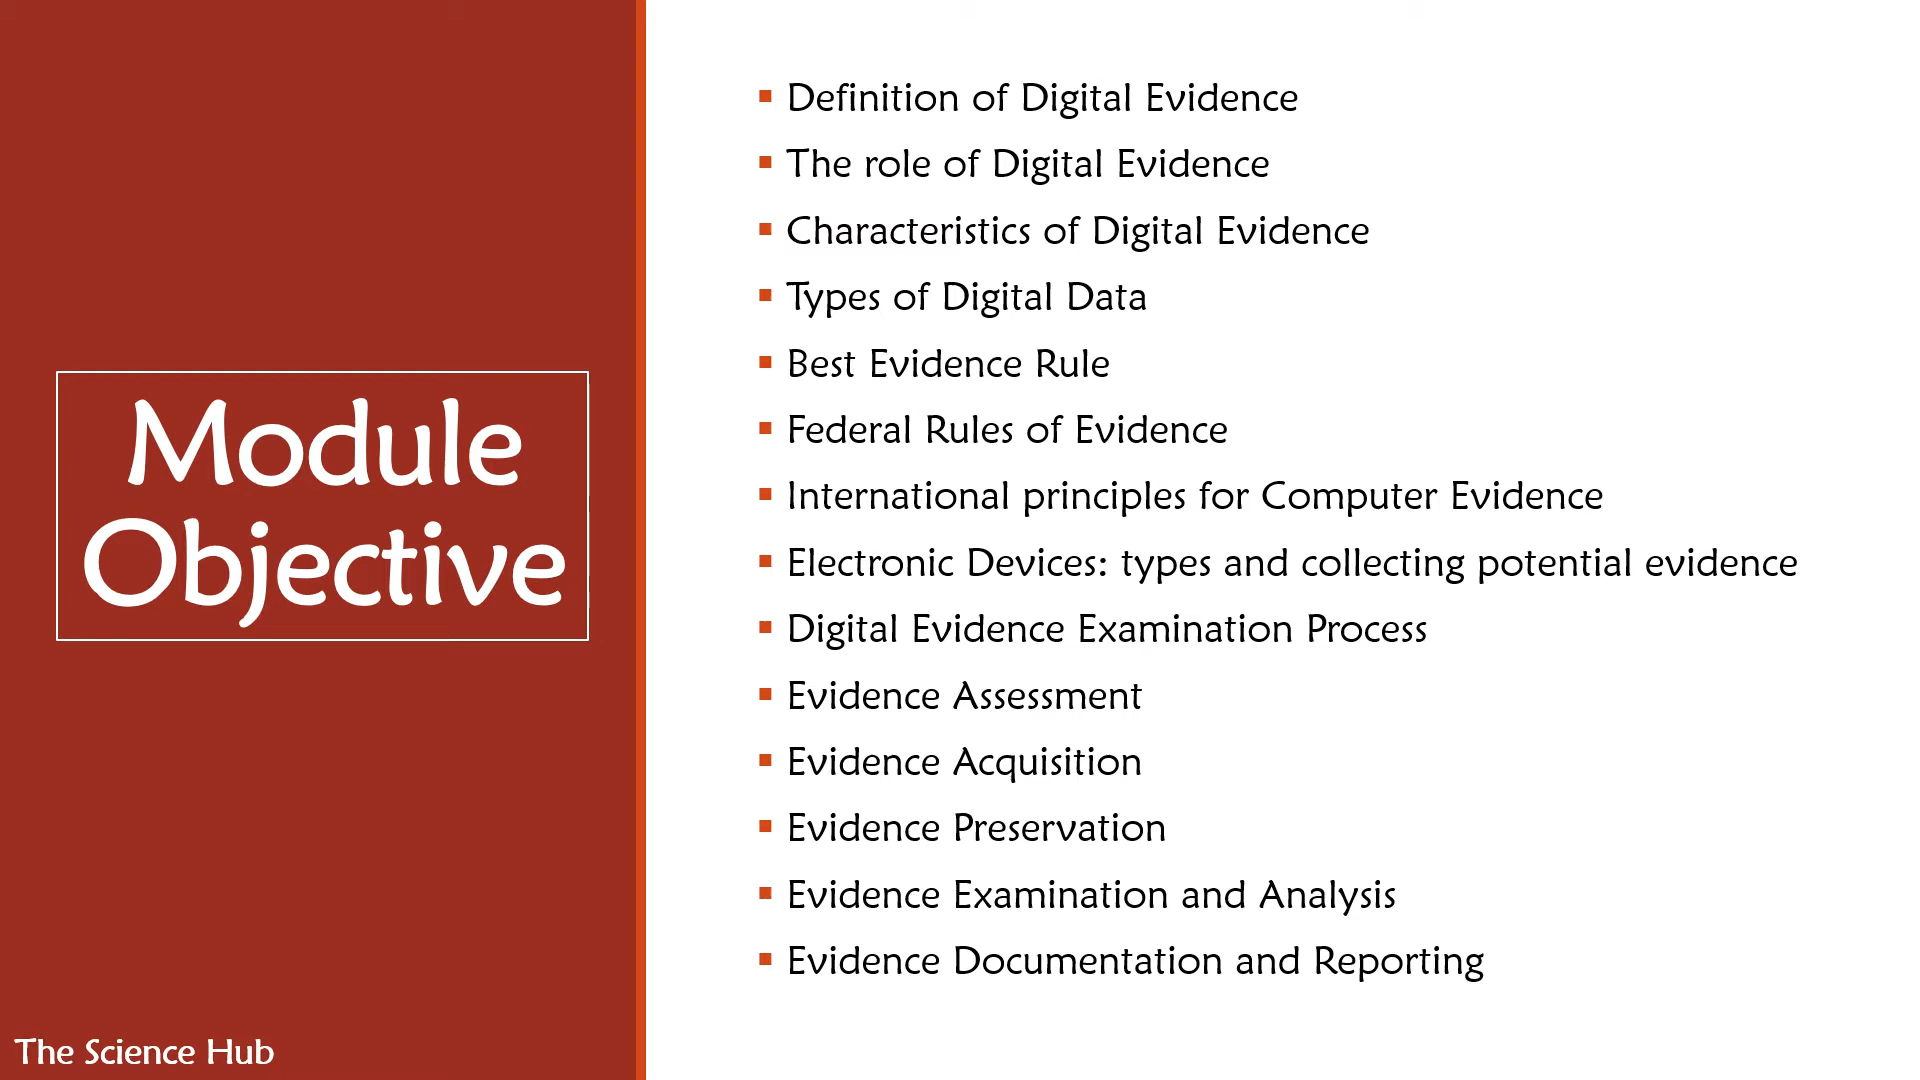 Module
Objective
Definition of Digital Evidence
The role of Digital Evidence
Characteristics of Digital Evidence
Types of Digital Data
Best Evidence Rule
Federal Rules of Evidence
International principles for Computer Evidence
Electronic Devices: types and collecting potential evidence
Digital Evidence Examination Process
Evidence Assessment
Evidence Acquisition
Evidence Preservation
Evidence Examination and Analysis
Evidence Documentation and Reporting
The Science Hub